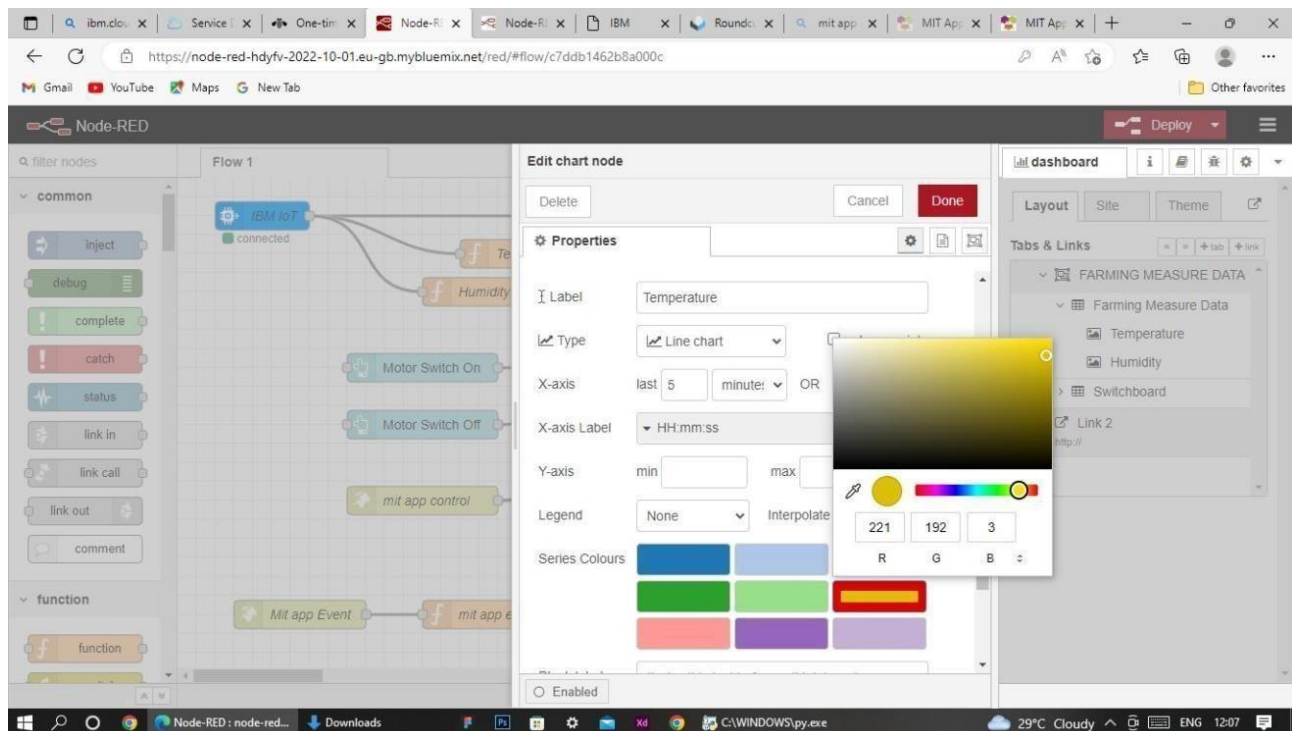 ibm.clou
Service
One-tim
Node-R
Node-R
IBM
Roundcu
mit app
MIT App
MIT App
https://node-red-hdyfv-2022-10-01.eu-gb.mybluemix.net/red/#flow/c7ddb1462b8a000c
Gmail YouTube Maps New Tab Other favorites
Node-RED Deploy
filter nodes
common
inject
debug
complete
catch
status
link in
link call
link out
comment
function
function
Flow 1
IBM IoT
connected
Te
Humidity
Motor Switch On
Motor Switch Off
mit app control
Mit app Event
mit app e
Edit chart node
Delete Cancel Done
Properties
Label Temperature
Type Line chart
X-axis last 5 minutes OR
X-axis Label HH:mm:ss
Y-axis min max
Legend None Interpolate
Series Colours
221 192 3
R G B
Enabled
dashboard
Layout Site Theme
Tabs & Links + tab + link
FARMING MEASURE DATA
Farming Measure Data
Temperature
Humidity
Switchboard
Link 2
http://
Node-RED : node-red... Downloads Ps Xd C:\WINDOWS\py.exe 29°C Cloudy ENG 12:07